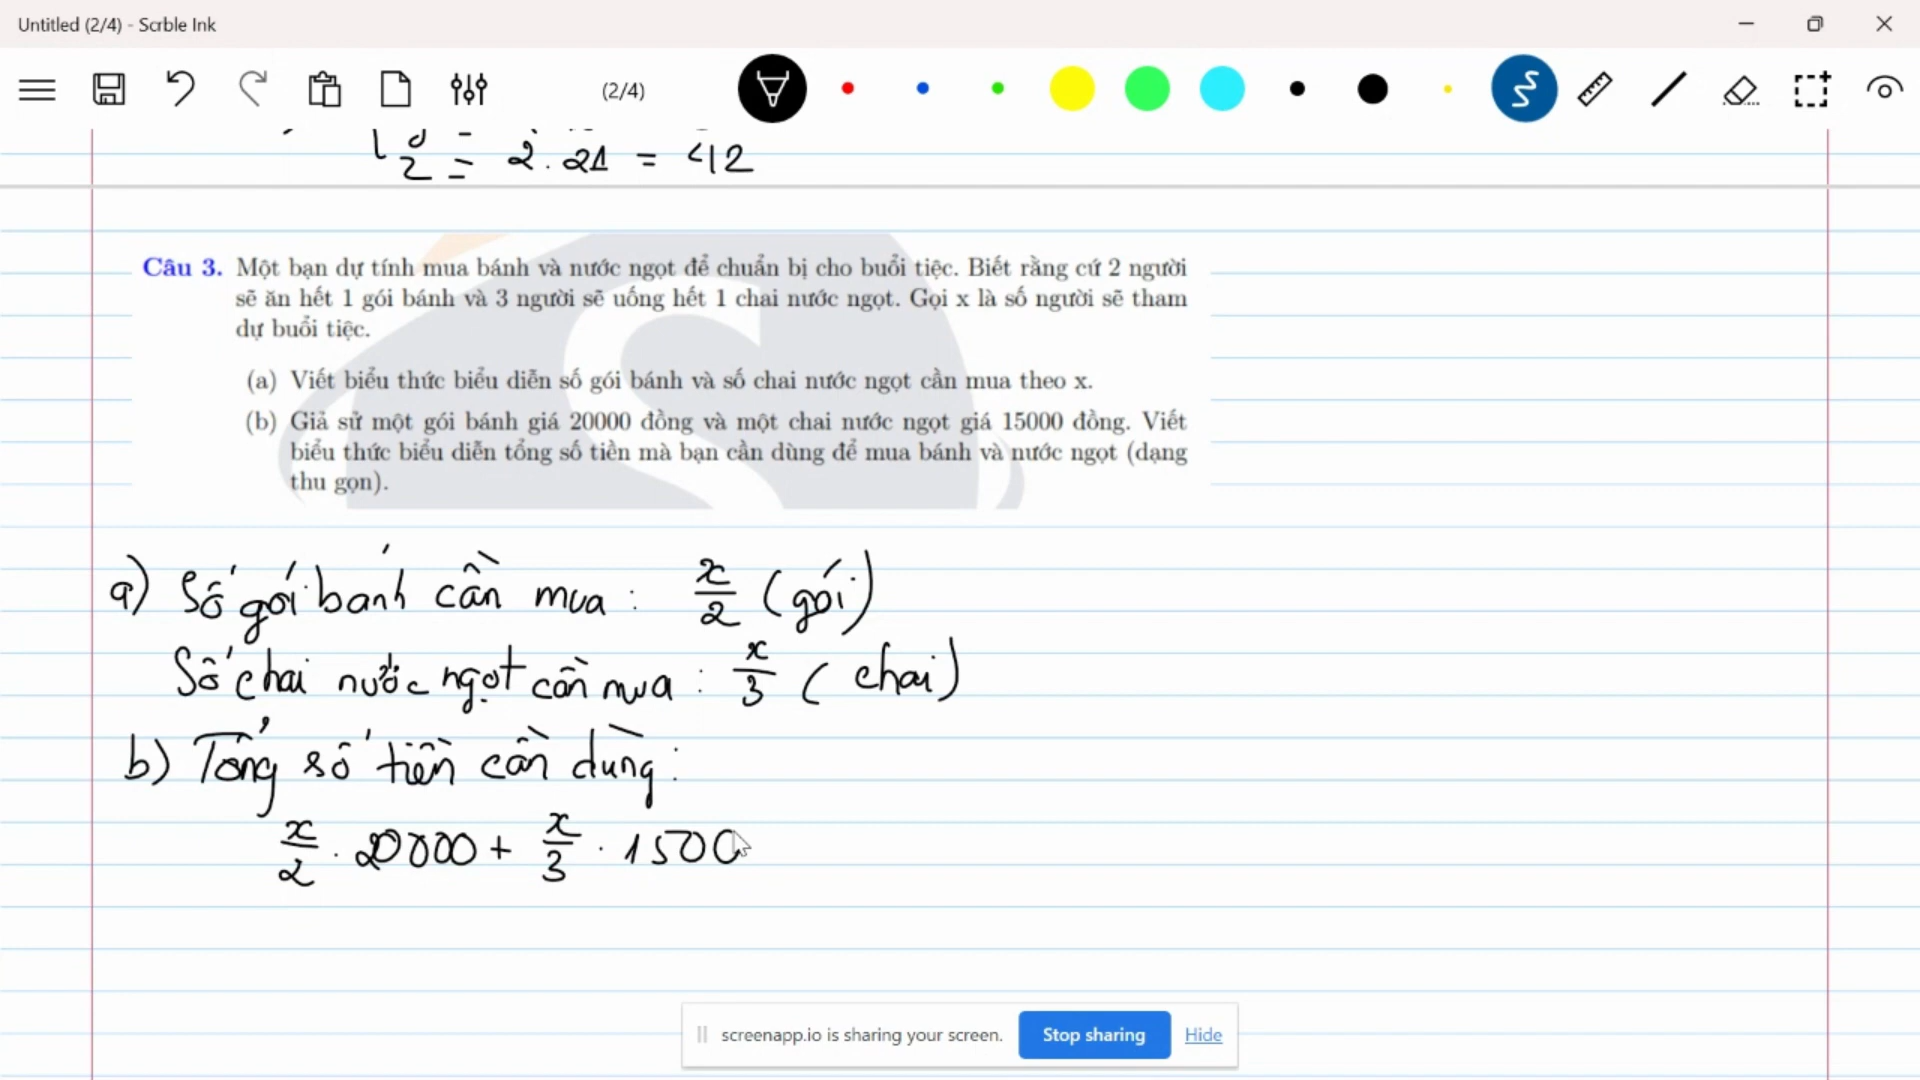 Untitled (2/4) - Scrble Ink
(2/4)
2 = 2.21 = 42
Câu 3. Một bạn dự tính mua bánh và nước ngọt để chuẩn bị cho buổi tiệc. Biết rằng cứ 2 người
sẽ ăn hết 1 gói bánh và 3 người sẽ uống hết 1 chai nước ngọt. Gọi x là số người sẽ tham
dự buổi tiệc.
(a) Viết biểu thức biểu diễn số gói bánh và số chai nước ngọt cần mua theo x.
(b) Giả sử một gói bánh giá 20000 đồng và một chai nước ngọt giá 15000 đồng. Viết
biểu thức biểu diễn tổng số tiền mà bạn cần dùng để mua bánh và nước ngọt (dạng
thu gọn).
a) Số gói bánh cần mua : x/2 (gói)
Số chai nước ngọt cần mua : x/3 (chai)
b) Tổng số tiền cần dùng :
x/2 . 20000 + x/3 . 1500
screenapp.io is sharing your screen. Stop sharing Hide